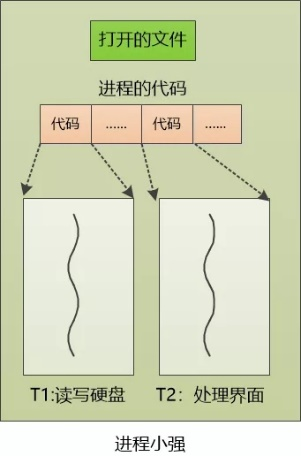 打开的文件
进程的代码
代码 ...... 代码 ......
T1:读写硬盘 T2：处理界面
进程小强